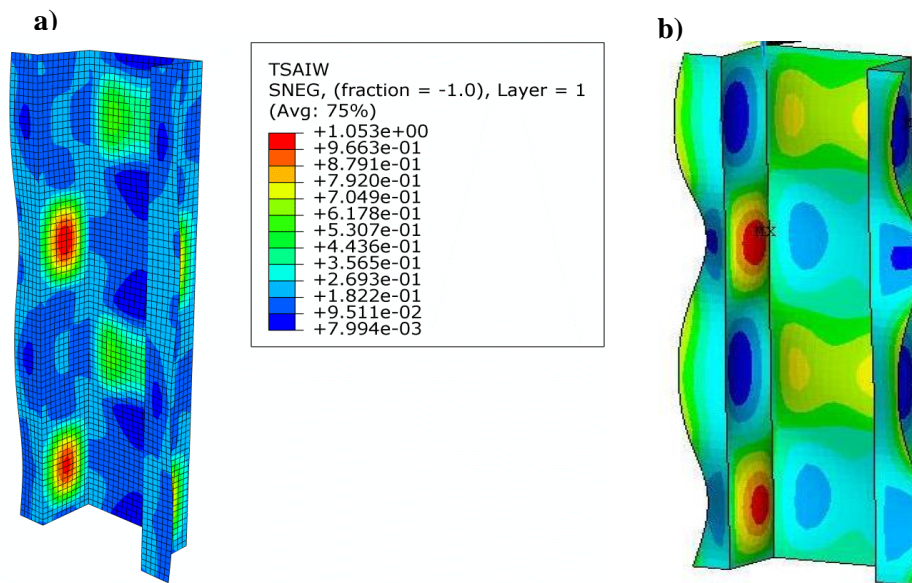 a)
b)
TSAIW
SNEG, (fraction = -1.0), Layer = 1
(Avg: 75%)
+1.053e+00
+9.663e-01
+8.791e-01
+7.920e-01
+7.049e-01
+6.178e-01
+5.307e-01
+4.436e-01
+3.565e-01
+2.693e-01
+1.822e-01
+9.511e-02
+7.994e-03
MX